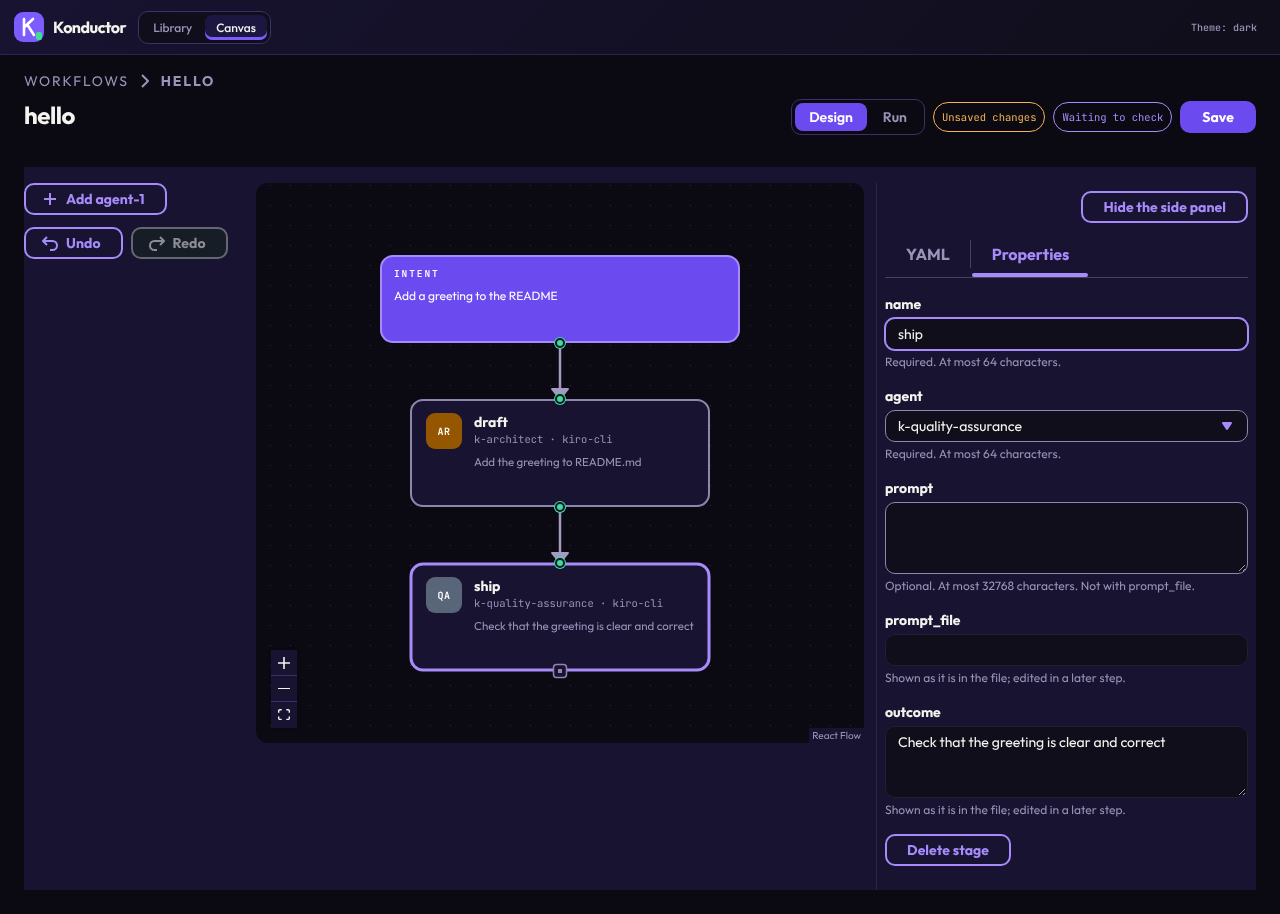 K
Konductor
Library
Canvas
Theme: dark
WORKFLOWS
HELLO
hello
Design
Run
Unsaved changes
Waiting to check
Save
Add agent-1
Undo
Redo
INTENT
Add a greeting to the README
AR
draft
k-architect · kiro-cli
Add the greeting to README.md
QA
ship
k-quality-assurance · kiro-cli
Check that the greeting is clear and correct
React Flow
Hide the side panel
YAML
Properties
name
ship
Required. At most 64 characters.
agent
k-quality-assurance
Required. At most 64 characters.
prompt
Optional. At most 32768 characters. Not with prompt_file.
prompt_file
Shown as it is in the file; edited in a later step.
outcome
Check that the greeting is clear and correct
Shown as it is in the file; edited in a later step.
Delete stage